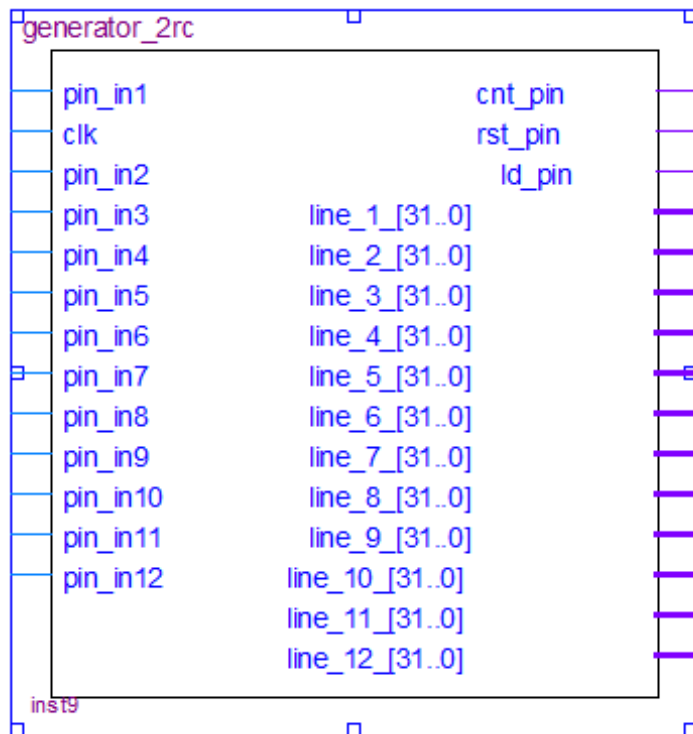 generator_2rc
pin_in1 cnt_pin
clk rst_pin
pin_in2 ld_pin
pin_in3 line_1_[31..0]
pin_in4 line_2_[31..0]
pin_in5 line_3_[31..0]
pin_in6 line_4_[31..0]
pin_in7 line_5_[31..0]
pin_in8 line_6_[31..0]
pin_in9 line_7_[31..0]
pin_in10 line_8_[31..0]
pin_in11 line_9_[31..0]
pin_in12 line_10_[31..0]
line_11_[31..0]
line_12_[31..0]
inst9